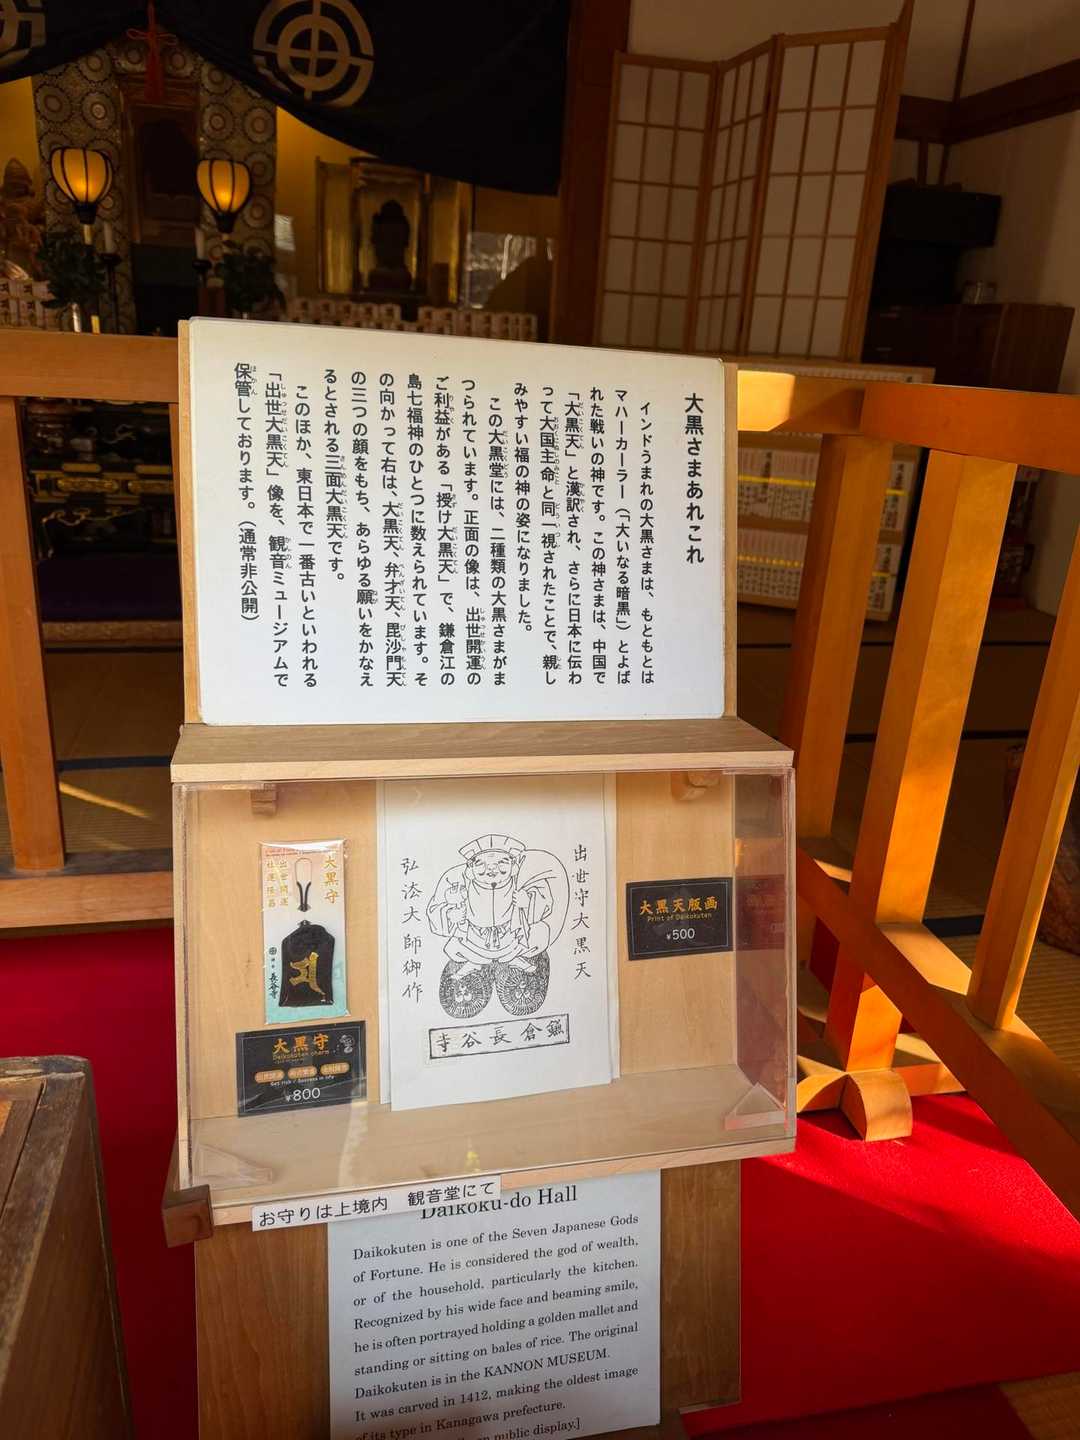 大黒さまあれこれ
インドうまれの大黒さまは、もともとは
マハーカーラー(「大いなる暗黒」)とよば
れた戦いの神です。この神さまは、中国で
「大黒天」と漢訳され、さらに日本に伝わ
って大国主命と同一視されたことで、親し
みやすい福の神の姿になりました。
この大黒堂には、二種類の大黒さまがま
つられています。正面の像は、出世開運の
ご利益がある「授け大黒天」で、鎌倉江の
島七福神のひとつに数えられています。そ
の向かって右は、大黒天、弁才天、毘沙門天
の三つの顔をもち、あらゆる願いをかなえ
るとされる三面大黒天です。
このほか、東日本で一番古いといわれる
「出世大黒天」像を、観音ミュージアムで
保管しております。(通常非公開)
大黒守
出世開運
社運隆昌
長谷寺
大黒守
Daikokuten charm
Get Rich / Success in life
¥800
出世守大黒天
弘法大師御作
寺谷長倉鎌
大黒天版画
Print of Daikokuten
¥500
お守りは上境内 観音堂にて
Daikoku-do Hall
Daikokuten is one of the Seven Japanese Gods
of Fortune. He is considered the god of wealth,
or of the household, particularly the kitchen.
Recognized by his wide face and beaming smile,
he is often portrayed holding a golden mallet and
standing or sitting on bales of rice. The original
Daikokuten is in the KANNON MUSEUM.
It was carved in 1412, making the oldest image
of its type in Kanagawa prefecture.
on public display.]